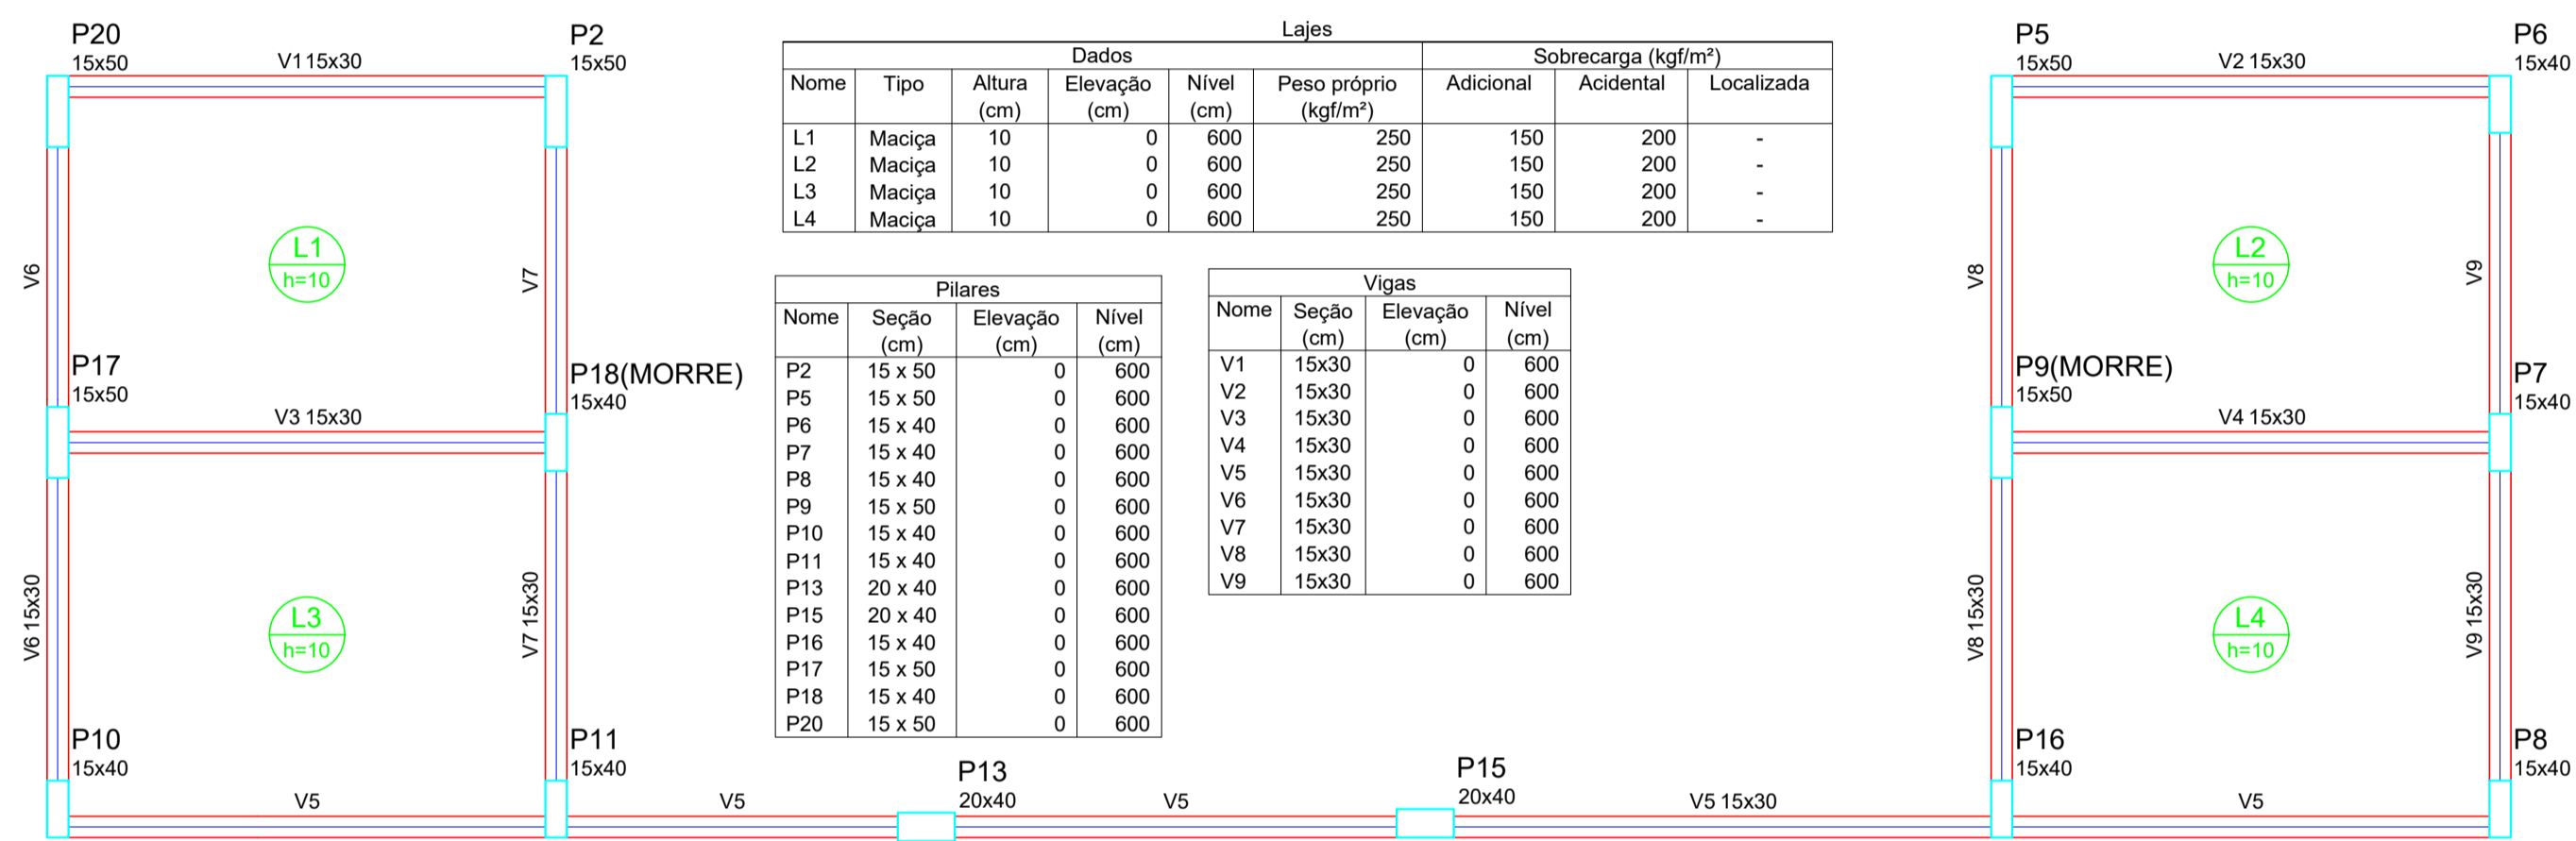 P20
15x50
V1 15x30
P2
15x50
V6
L1
h=10
V7
P17
15x50
V3 15x30
P18(MORRE)
15x40
V6 15x30
L3
h=10
V7 15x30
P10
15x40
V5
P11
15x40
V5
P13
20x40
V5
P15
20x40
V5 15x30
Lajes
Dados Sobrecarga (kgf/m²)
Nome Tipo Altura Elevação Nível Peso próprio Adicional Acidental Localizada
(cm) (cm) (cm) (kgf/m²)
L1 Maciça 10 0 600 250 150 200 -
L2 Maciça 10 0 600 250 150 200 -
L3 Maciça 10 0 600 250 150 200 -
L4 Maciça 10 0 600 250 150 200 -
Pilares
Nome Seção Elevação Nível
(cm) (cm) (cm)
P2 15 x 50 0 600
P5 15 x 50 0 600
P6 15 x 40 0 600
P7 15 x 40 0 600
P8 15 x 40 0 600
P9 15 x 50 0 600
P10 15 x 40 0 600
P11 15 x 40 0 600
P13 20 x 40 0 600
P15 20 x 40 0 600
P16 15 x 40 0 600
P17 15 x 50 0 600
P18 15 x 40 0 600
P20 15 x 50 0 600
Vigas
Nome Seção Elevação Nível
(cm) (cm) (cm)
V1 15x30 0 600
V2 15x30 0 600
V3 15x30 0 600
V4 15x30 0 600
V5 15x30 0 600
V6 15x30 0 600
V7 15x30 0 600
V8 15x30 0 600
V9 15x30 0 600
P5
15x50
V2 15x30
P6
15x40
V8
L2
h=10
V9
P9(MORRE)
15x50
V4 15x30
P7
15x40
V8 15x30
L4
h=10
V9 15x30
P16
15x40
V5
P8
15x40